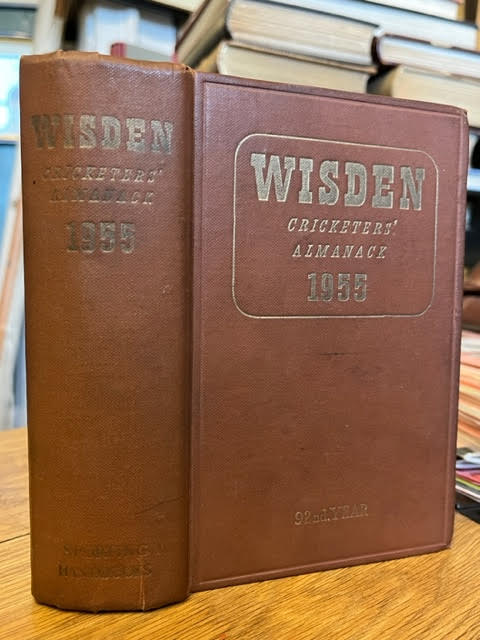 WISDEN
CRICKETERS'
ALMANACK
1955
SPORTING
HANDBOOKS
WISDEN
CRICKETERS'
ALMANACK
1955
92nd. YEAR